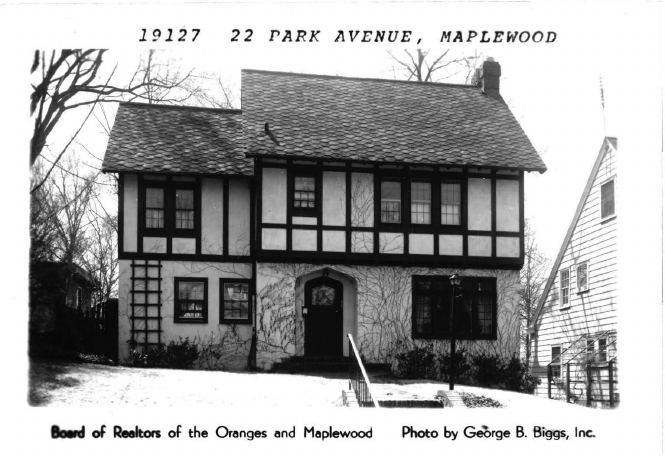 19127 22 PARK AVENUE, MAPLEWOOD
Board of Realtors of the Oranges and Maplewood Photo by George B. Biggs, Inc.